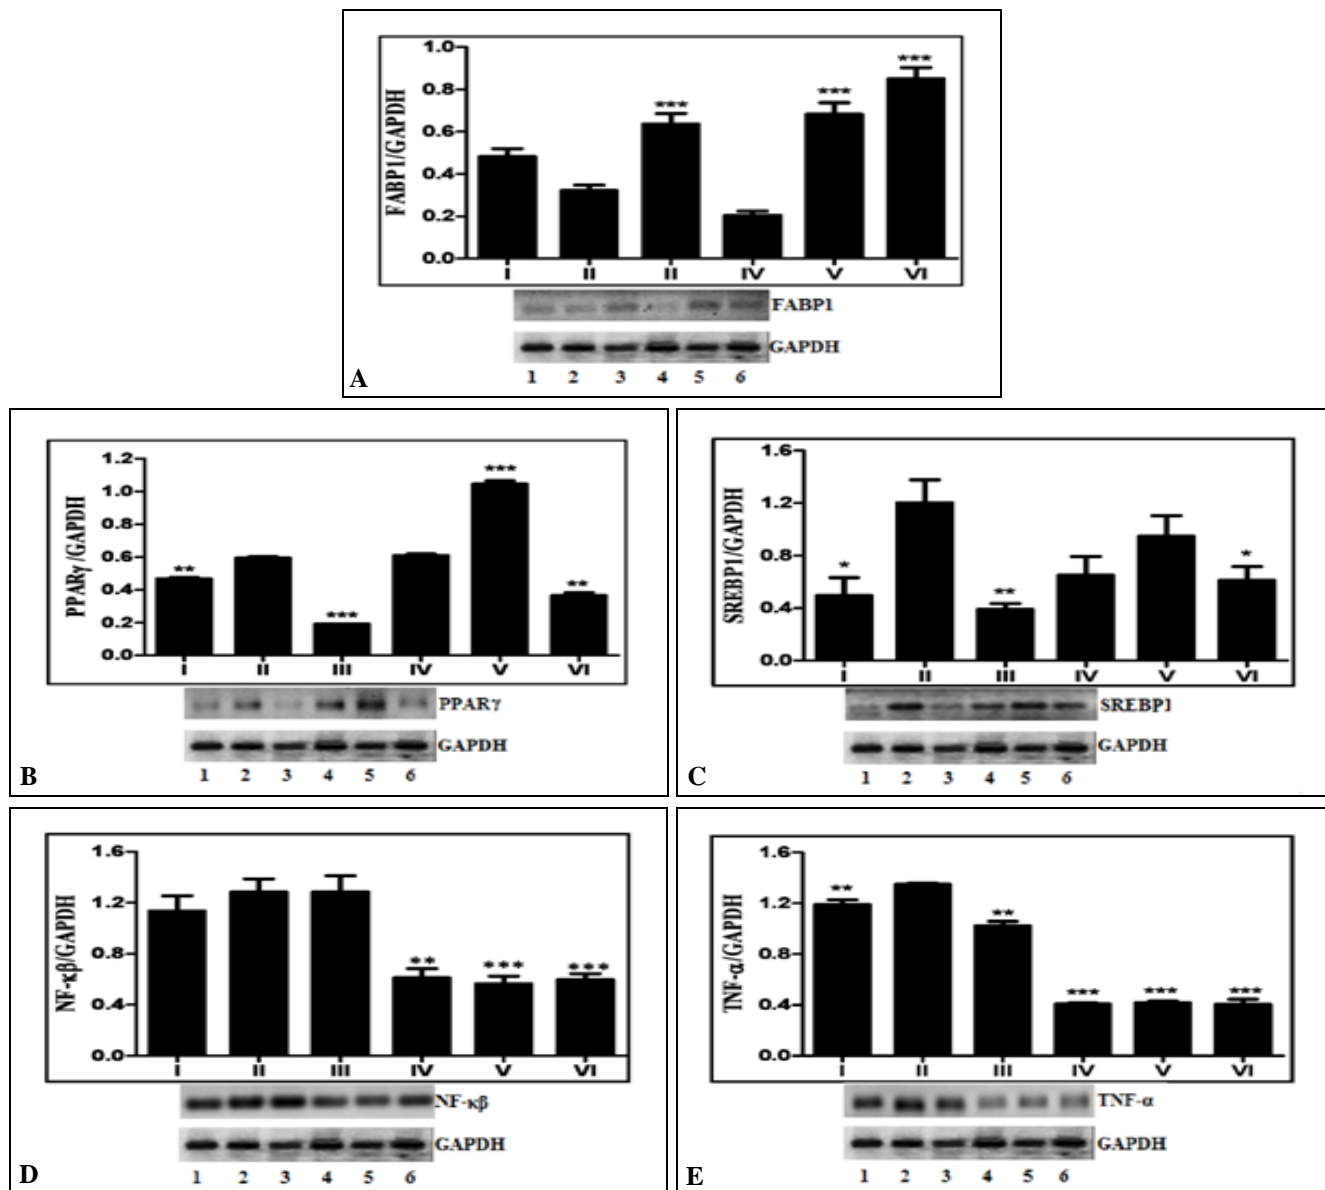 1.0
***
***
***
0.8
0.6
0.4
0.2
0.0
FABP1/GAPDH
I II II IV V VI
FABP1
GAPDH
1 2 3 4 5 6
A
1.2
***
1.0
0.8
0.6
**
**
0.4
***
0.2
0.0
PPARγ/GAPDH
I II III IV V VI
PPARγ
GAPDH
1 2 3 4 5 6
B
1.6
1.2
0.8
*
*
**
0.4
0.0
SREBP1/GAPDH
I II III IV V VI
SREBP1
GAPDH
1 2 3 4 5 6
C
1.6
1.2
0.8
** *** ***
0.4
0.0
NF-κβ/GAPDH
I II III IV V VI
NF-κβ
GAPDH
1 2 3 4 5 6
D
1.6
**
1.2
**
0.8
*** *** ***
0.4
0.0
TNF-α/GAPDH
I II III IV V VI
TNF-α
GAPDH
1 2 3 4 5 6
E